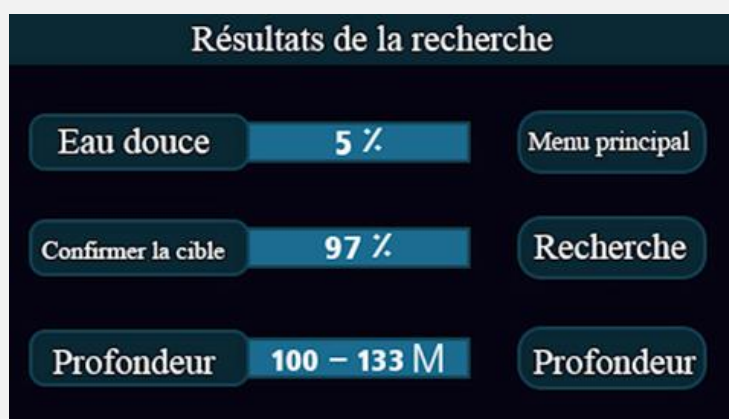 Résultats de la recherche
Eau douce 5 % Menu principal
Confirmer la cible 97 % Recherche
Profondeur 100 – 133 M Profondeur